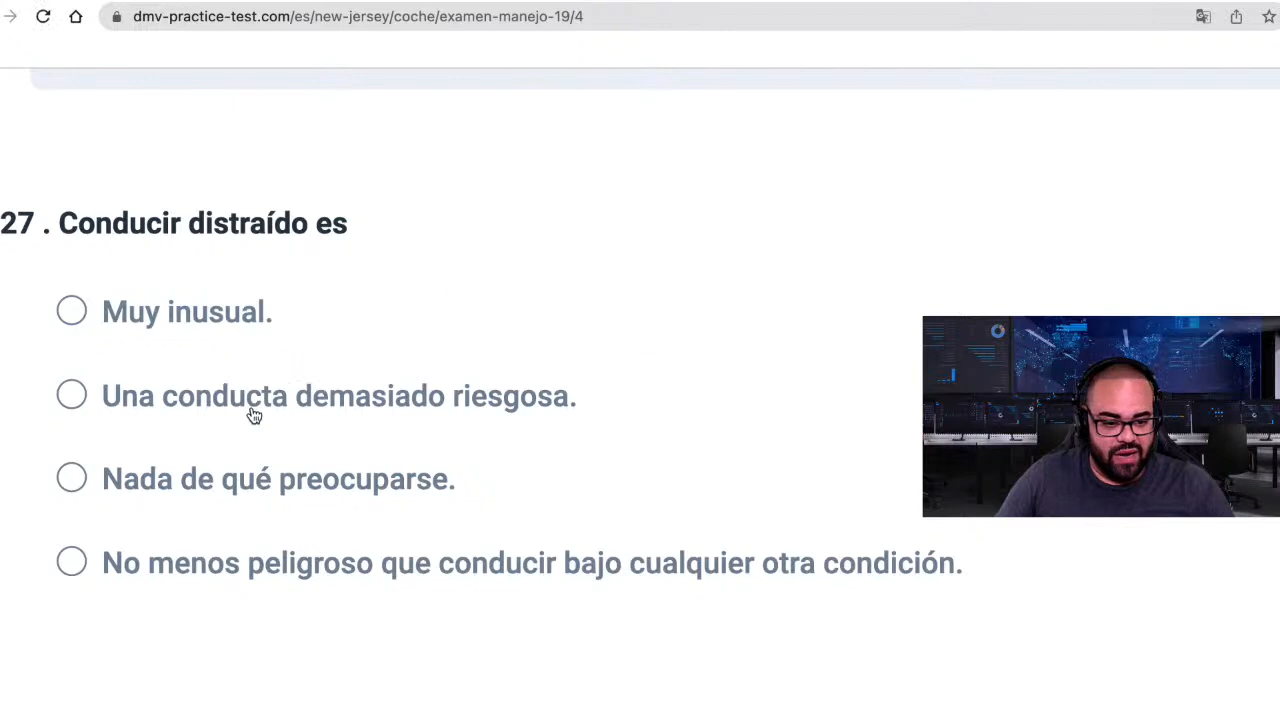 dmv-practice-test.com/es/new-jersey/coche/examen-manejo-19/4
27 . Conducir distraído es
Muy inusual.
Una conducta demasiado riesgosa.
Nada de qué preocuparse.
No menos peligroso que conducir bajo cualquier otra condición.